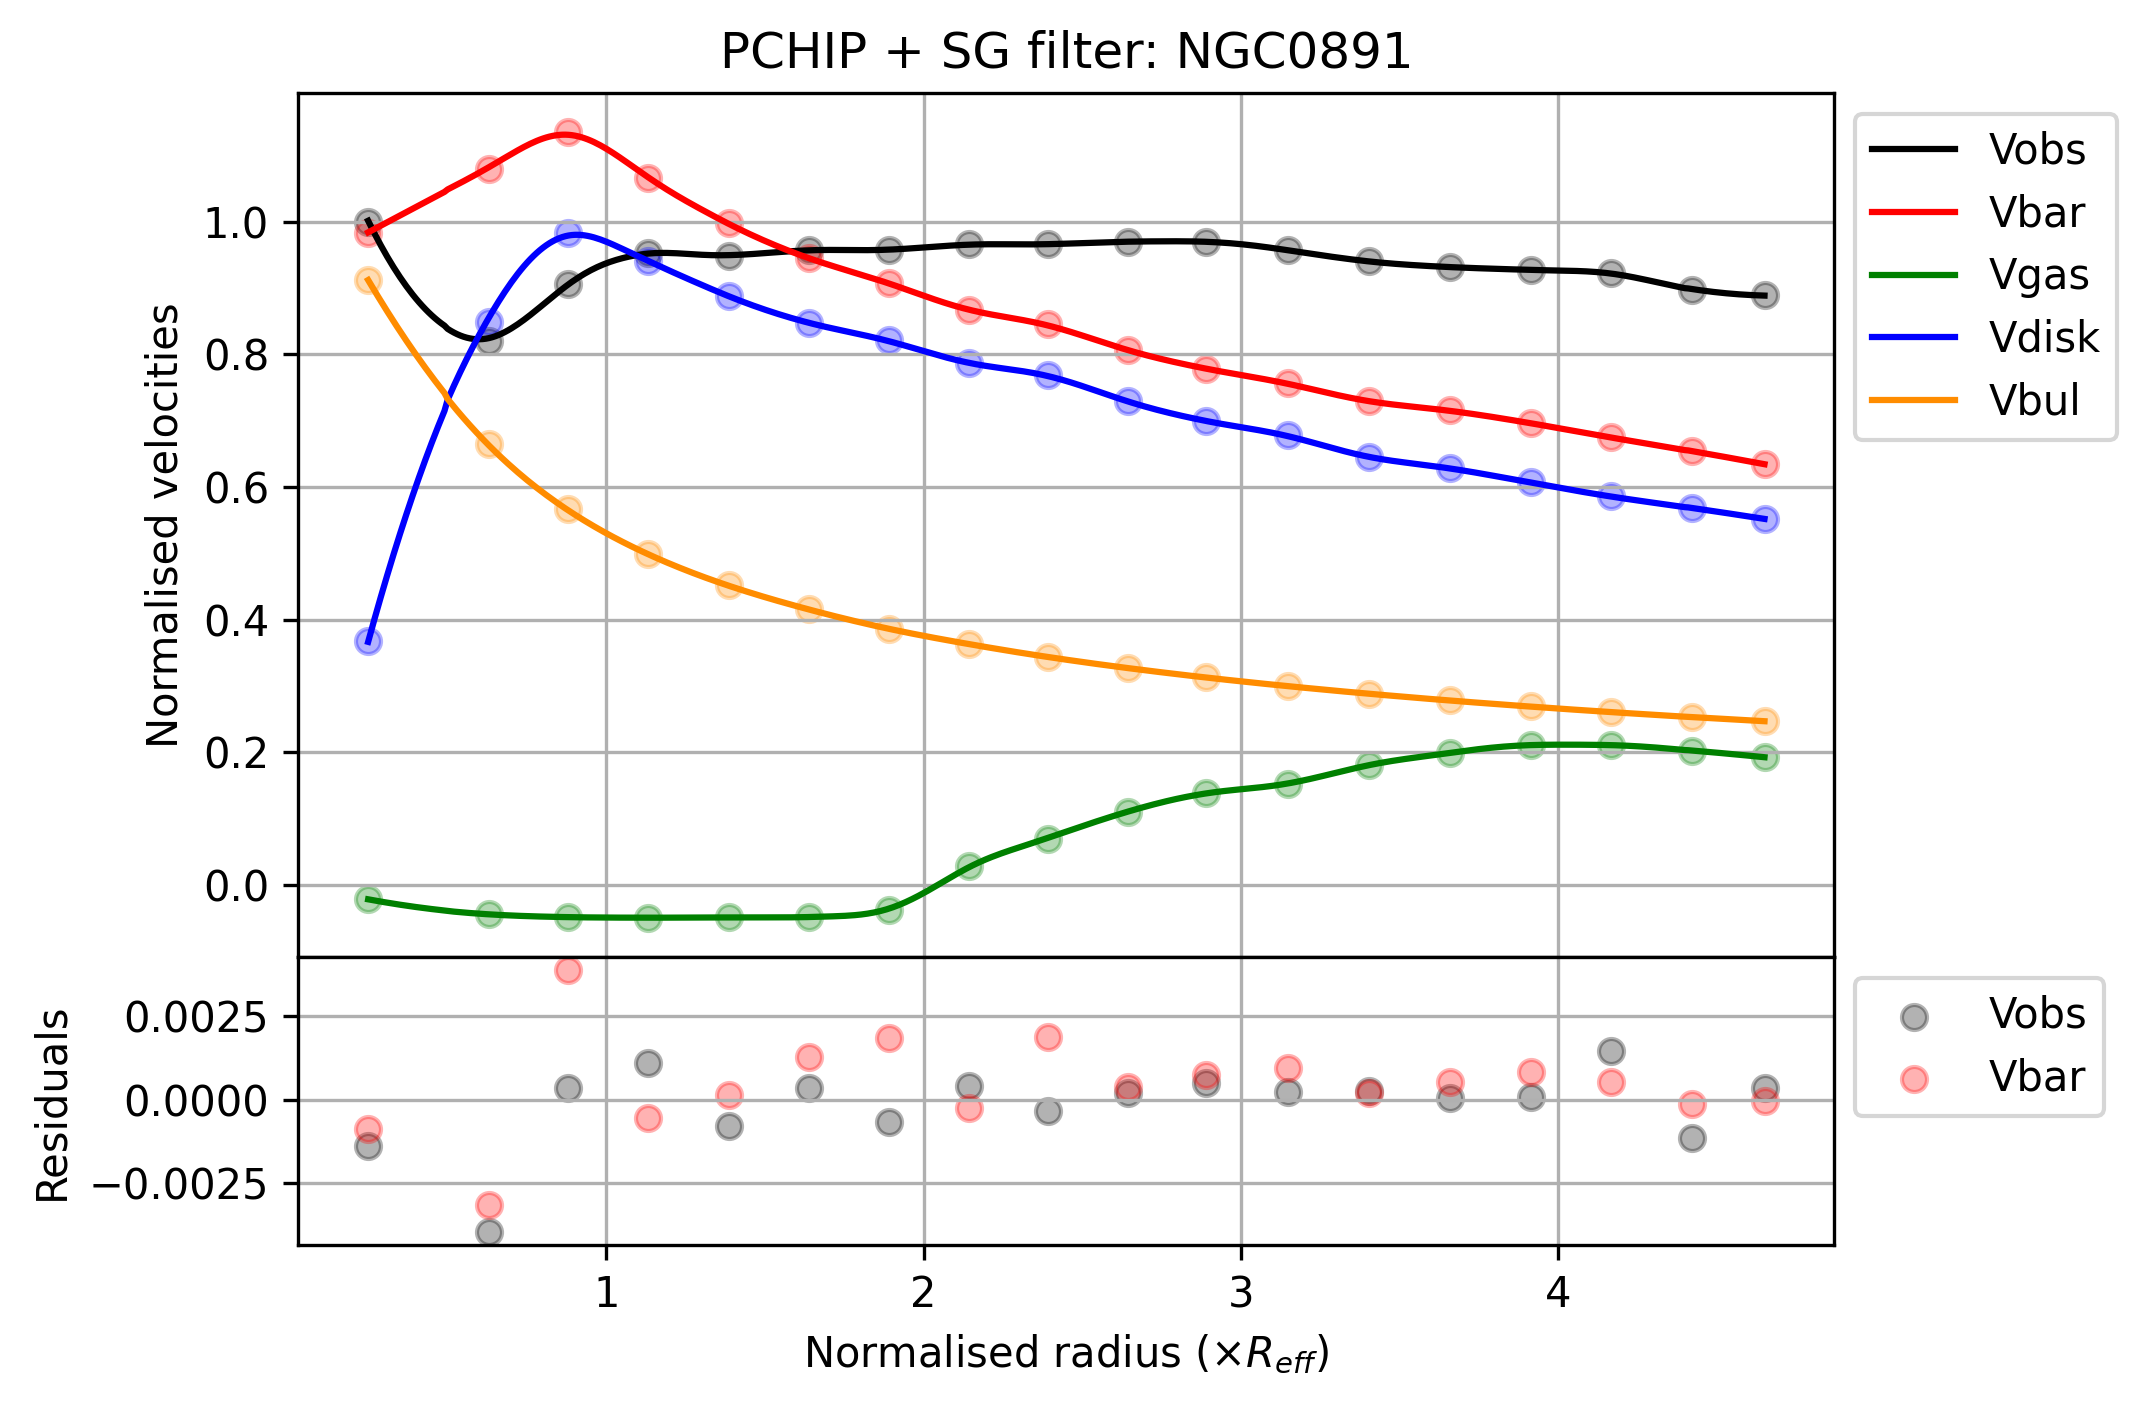 PCHIP + SG filter: NGC0891
Normalised velocities
1.0
0.8
0.6
0.4
0.2
0.0
Vobs
Vbar
Vgas
Vdisk
Vbul
Residuals
0.0025
0.0000
−0.0025
Vobs
Vbar
1 2 3 4
Normalised radius (×R_{eff})